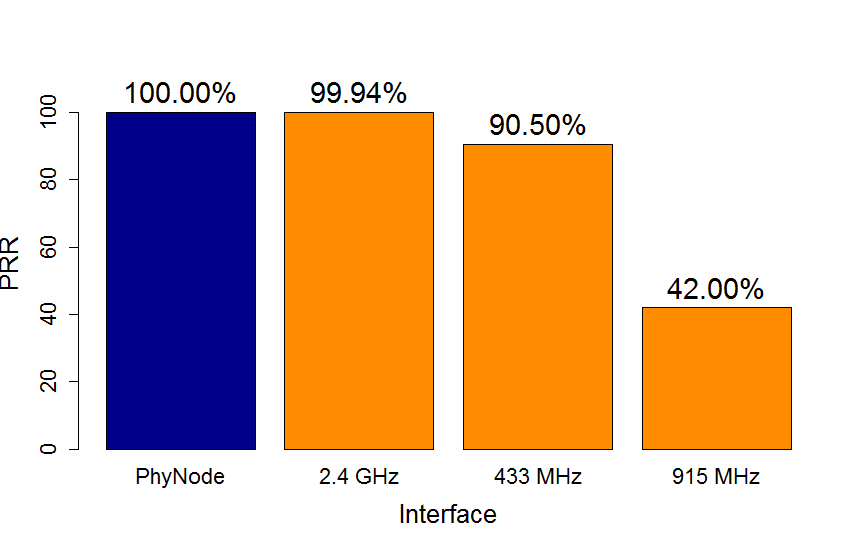 100.00%
99.94%
90.50%
42.00%
PRR
100
80
60
40
20
0
PhyNode
2.4 GHz
433 MHz
915 MHz
Interface